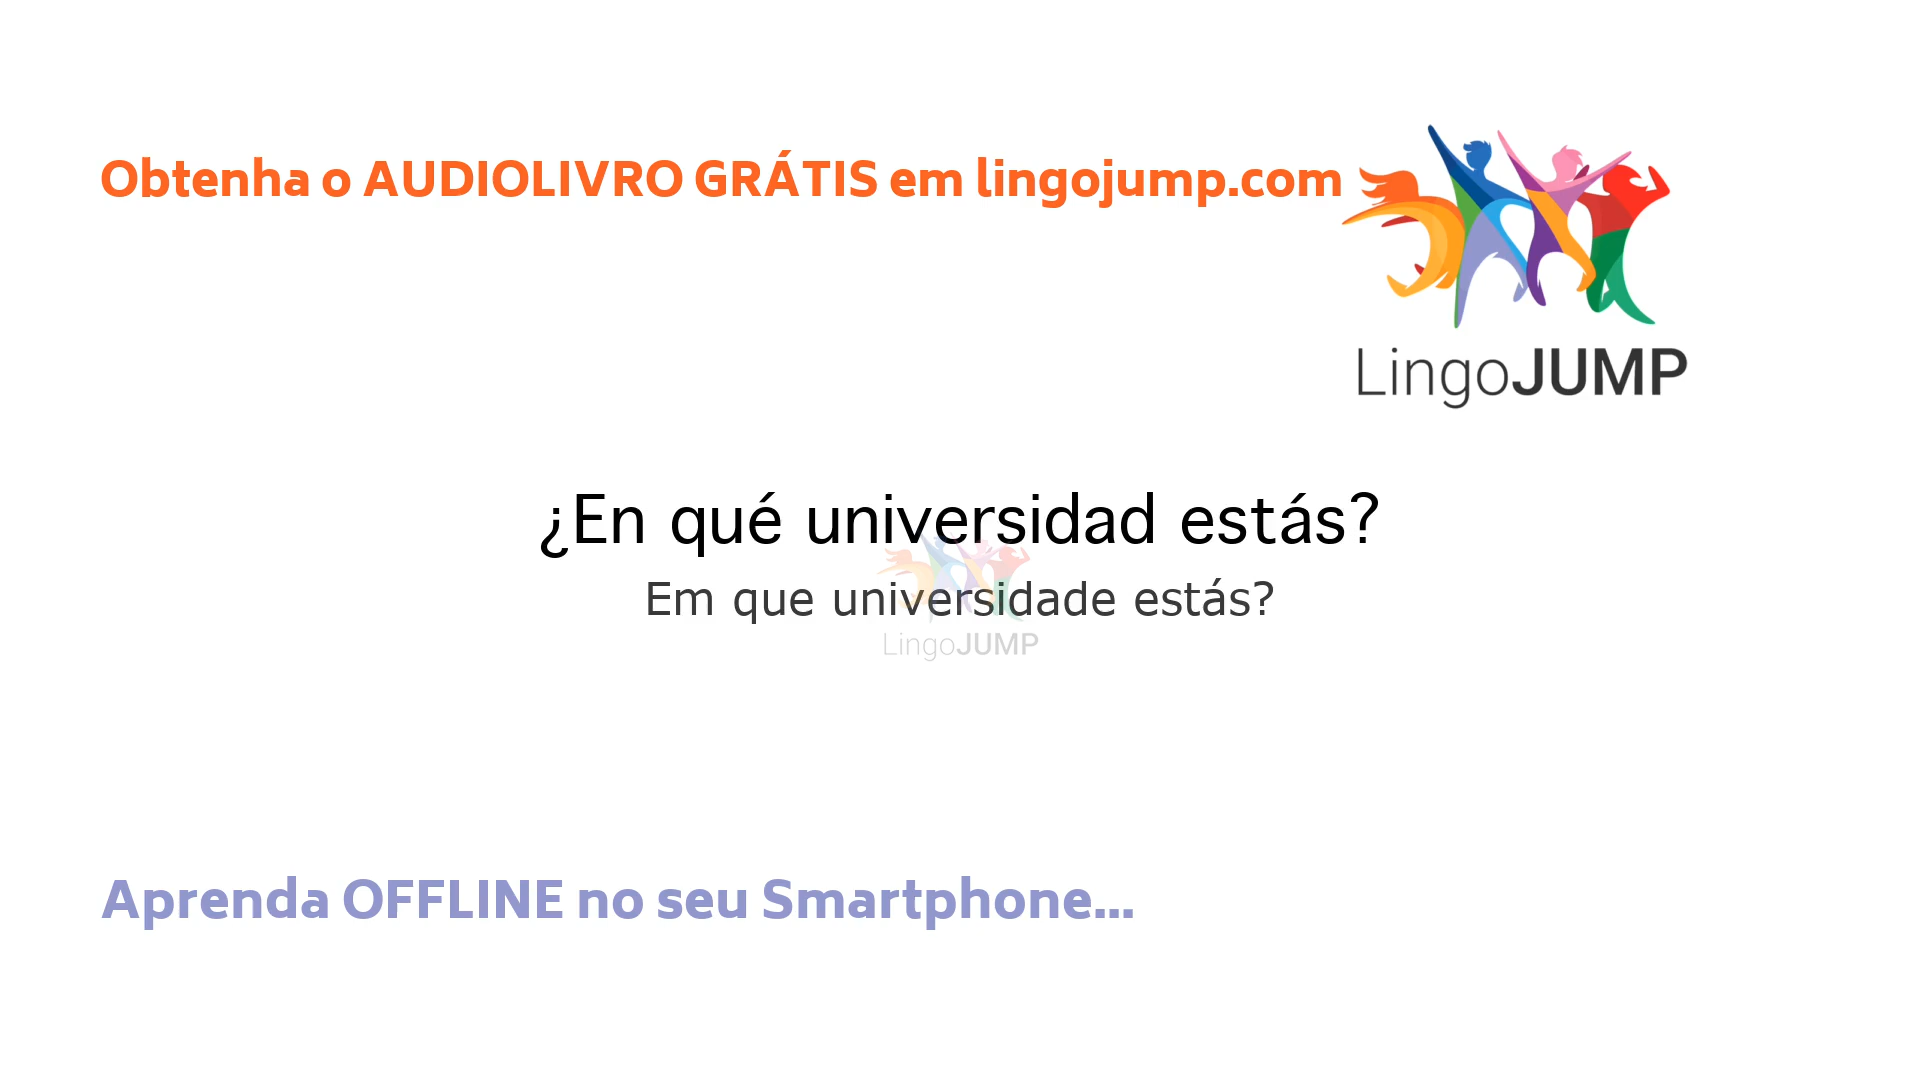 Obtenha o AUDIOLIVRO GRÁTIS em lingojump.com
LingoJUMP
¿En qué universidad estás?
Em que universidade estás?
LingoJUMP
Aprenda OFFLINE no seu Smartphone...